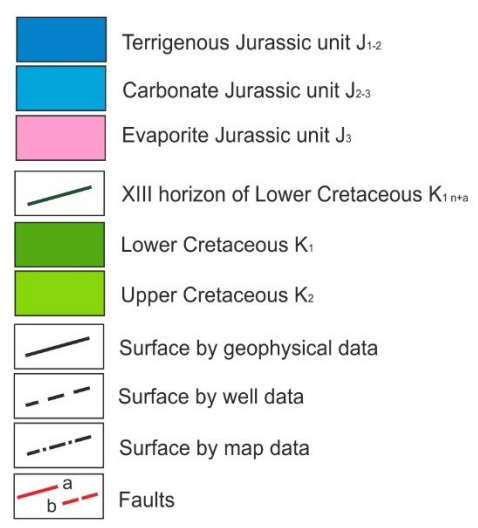 Terrigenous Jurassic unit J1-2
Carbonate Jurassic unit J2-3
Evaporite Jurassic unit J3
XIII horizon of Lower Cretaceous K1 n+a
Lower Cretaceous K1
Upper Cretaceous K2
Surface by geophysical data
Surface by well data
Surface by map data
a
b
Faults